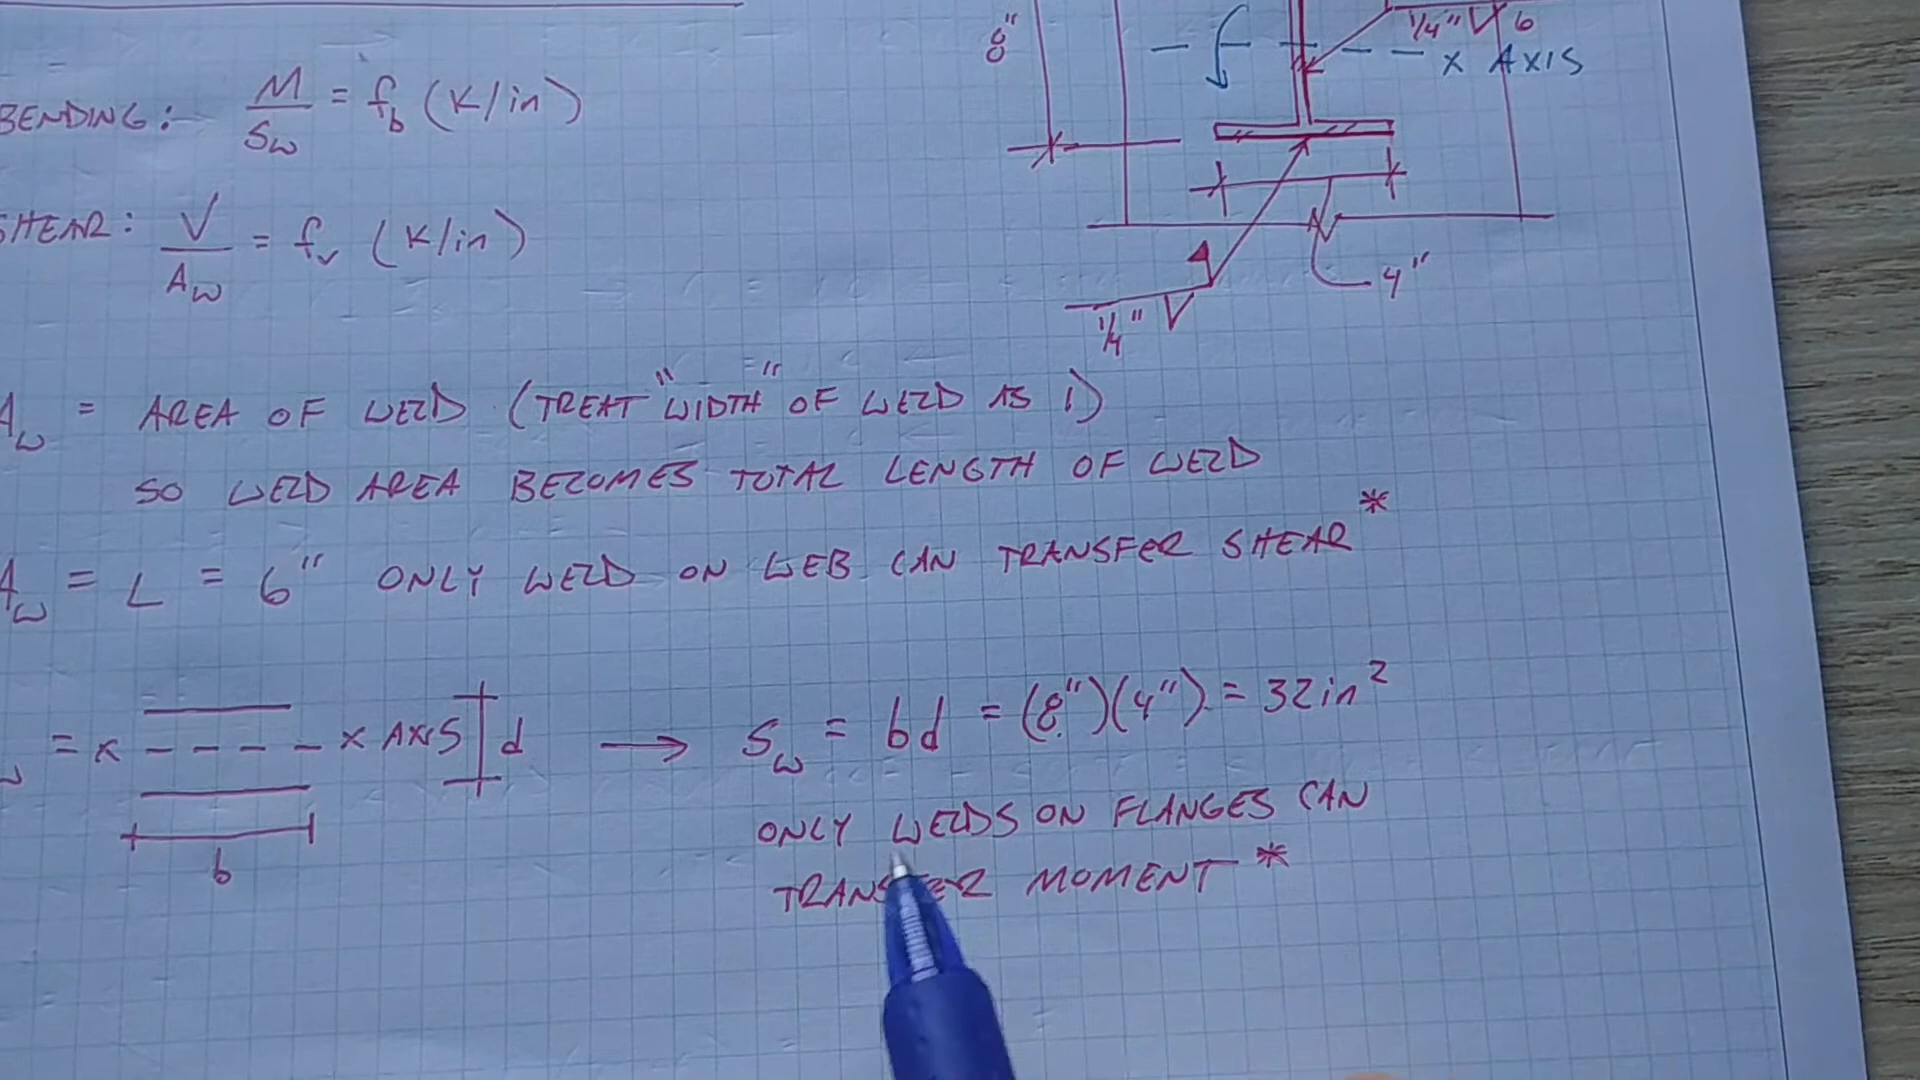 8"
1/4" V 6
X AXIS
BENDING:- M/Sw = fb (K/in)
SHEAR: V/Aw = fv (K/in)
4"
1/4" V
Aw = AREA OF WELD (TREAT "WIDTH" OF WELD AS 1)
SO WELD AREA BECOMES TOTAL LENGTH OF WELD
Aw = L = 6" ONLY WELD ON WEB CAN TRANSFER SHEAR*
w = X - - - - X AXIS d → Sw = bd = (8")(4") = 32in²
b
ONLY WELDS ON FLANGES CAN
TRANSFER MOMENT *